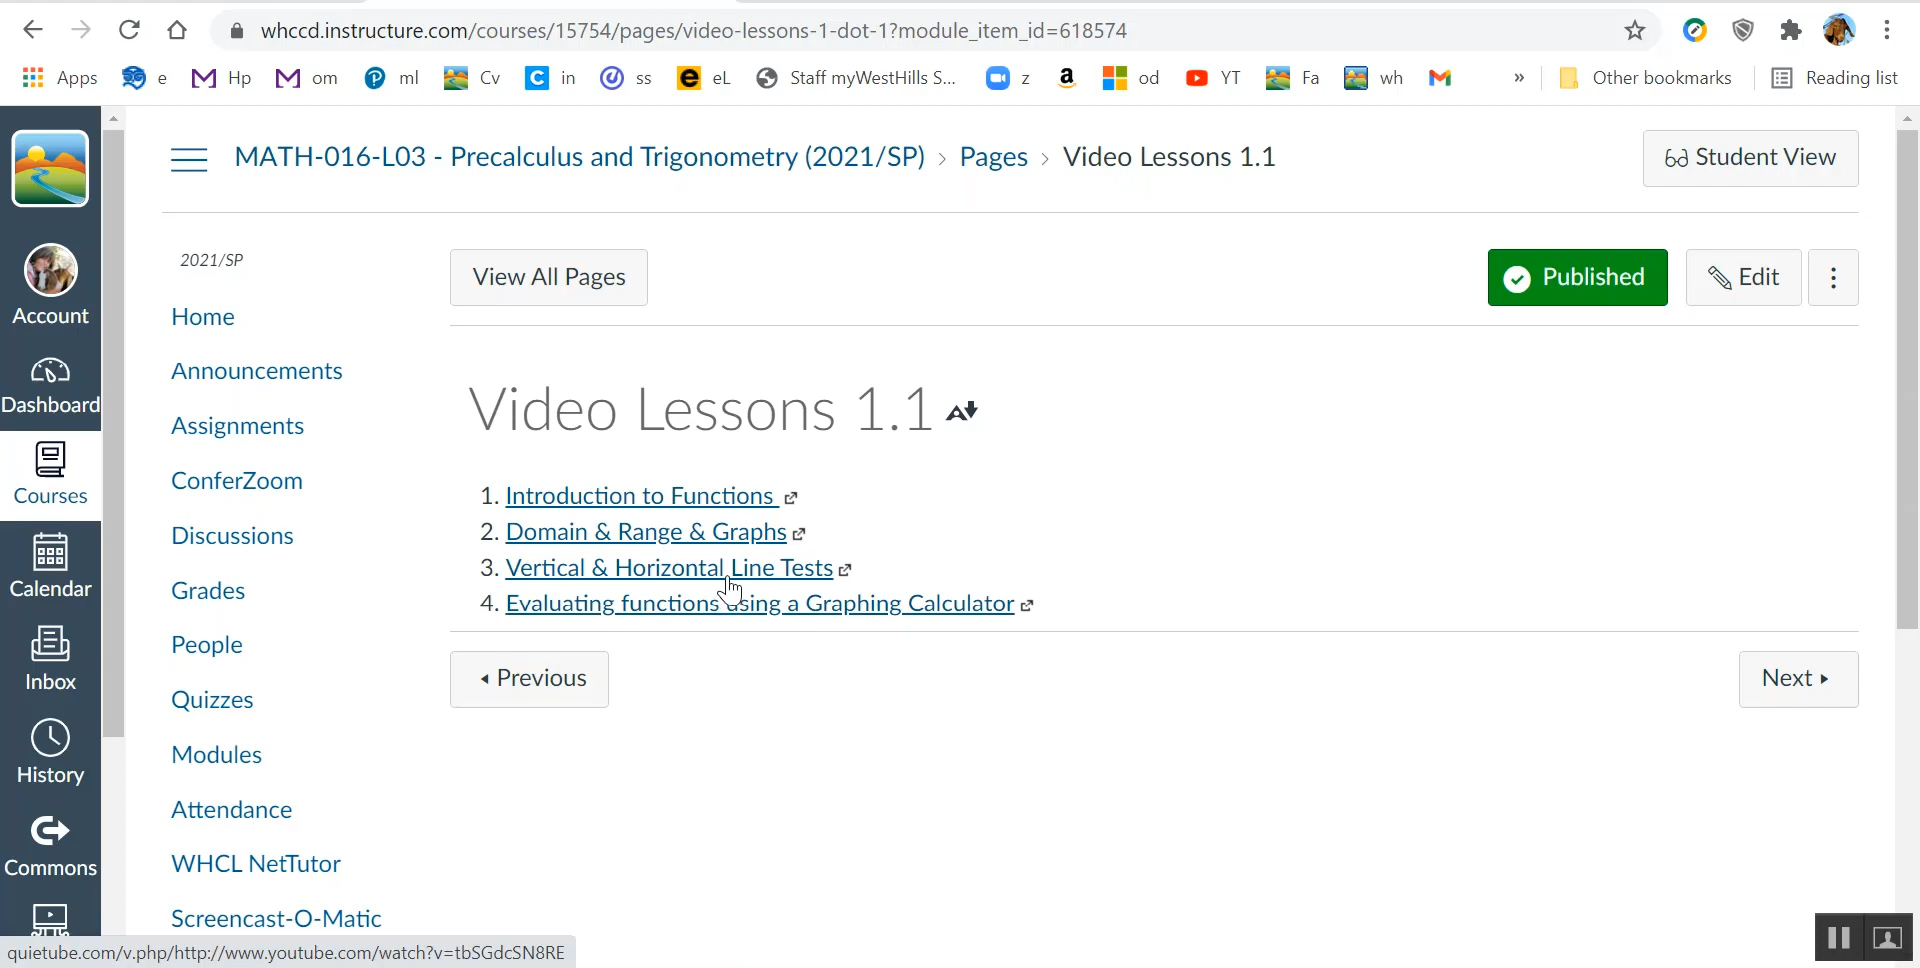 whccd.instructure.com/courses/15754/pages/video-lessons-1-dot-1?module_item_id=618574
Apps e Hp om ml Cv in ss eL Staff myWestHills S... z od YT Fa wh » Other bookmarks Reading list
MATH-016-L03 - Precalculus and Trigonometry (2021/SP) › Pages › Video Lessons 1.1
Student View
2021/SP
View All Pages
Published
Edit
Account
Dashboard
Courses
Calendar
Inbox
History
Commons
Home
Announcements
Assignments
ConferZoom
Discussions
Grades
People
Quizzes
Modules
Attendance
WHCL NetTutor
Screencast-O-Matic
Video Lessons 1.1
1. Introduction to Functions
2. Domain & Range & Graphs
3. Vertical & Horizontal Line Tests
4. Evaluating functions using a Graphing Calculator
Previous
Next
quietube.com/v.php/http://www.youtube.com/watch?v=tbSGdcSN8RE